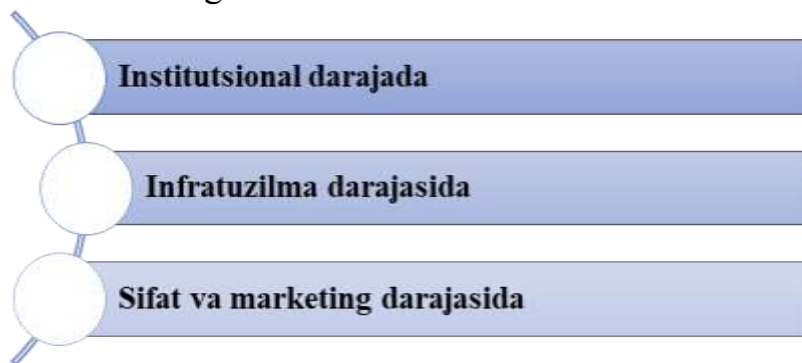 Institutsional darajada
Infratuzilma darajasida
Sifat va marketing darajasida